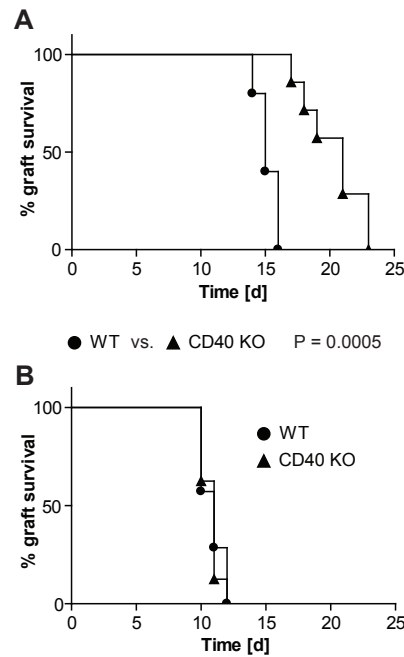 A
100
50
0
% graft survival
0 5 10 15 20 25
Time [d]
● WT vs. ▲ CD40 KO P = 0.0005
B
● WT
▲ CD40 KO
100
50
0
% graft survival
0 5 10 15 20 25
Time [d]